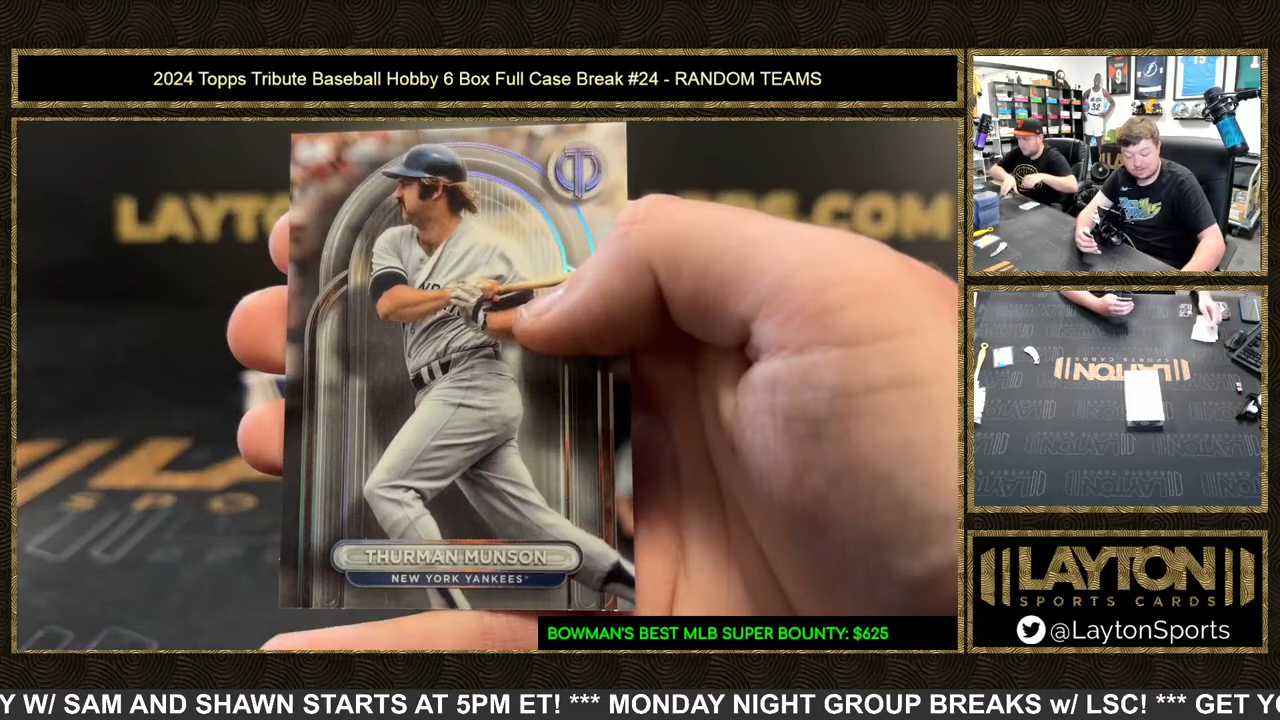 2024 Topps Tribute Baseball Hobby 6 Box Full Case Break #24 - RANDOM TEAMS
THURMAN MUNSON
NEW YORK YANKEES
BOWMAN'S BEST MLB SUPER BOUNTY: $625
LAYTON
SPORTS CARDS
@LaytonSports
Y W/ SAM AND SHAWN STARTS AT 5PM ET! *** MONDAY NIGHT GROUP BREAKS w/ LSC! *** GET YO